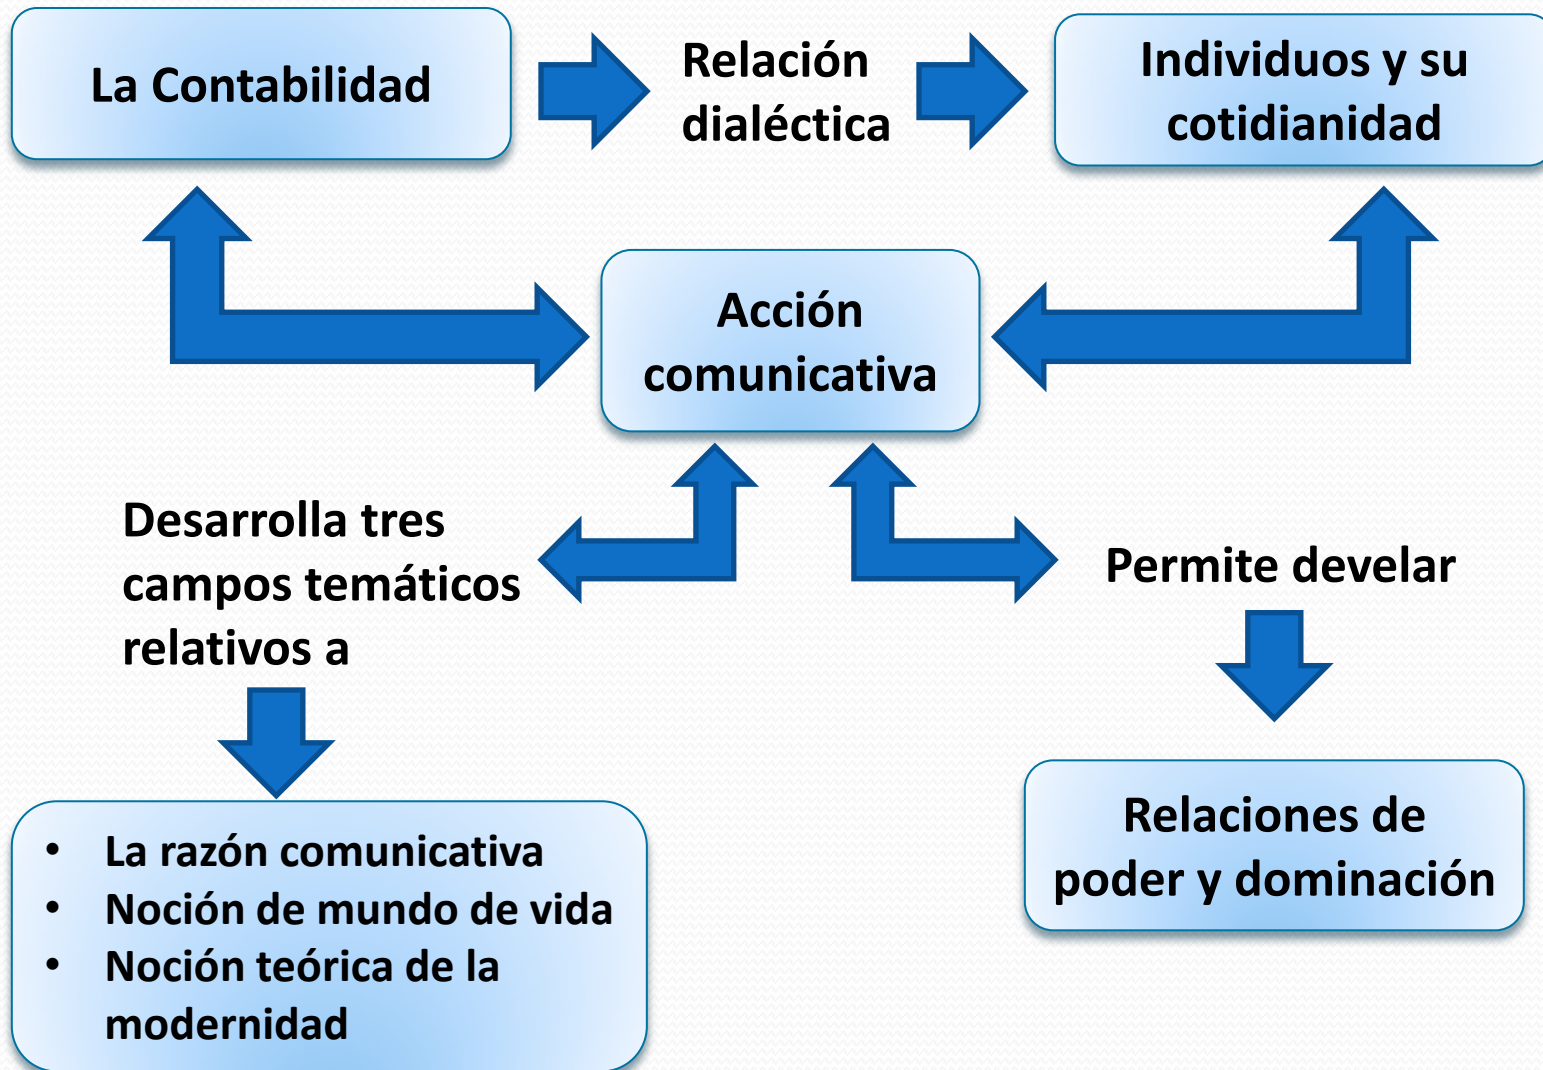 La Contabilidad
Relación
dialéctica
Individuos y su
cotidianidad
Acción
comunicativa
Desarrolla tres
campos temáticos
relativos a
Permite develar
• La razón comunicativa
• Noción de mundo de vida
• Noción teórica de la
modernidad
Relaciones de
poder y dominación